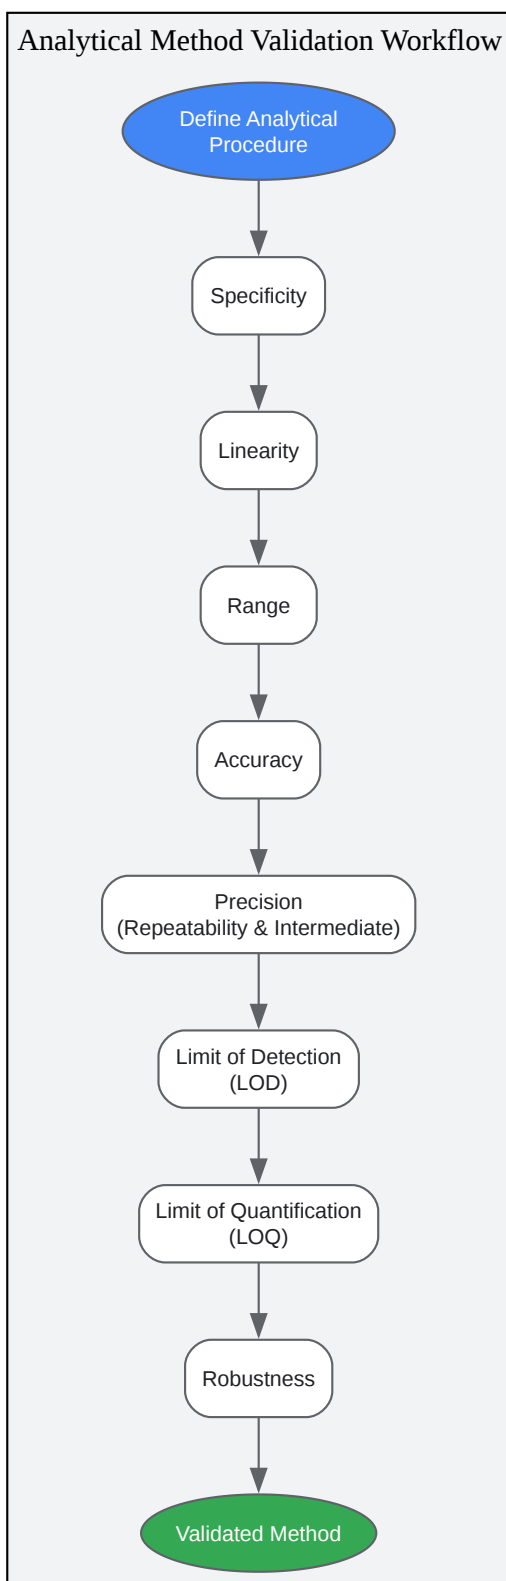 Analytical Method Validation Workflow
Define Analytical
Procedure
Specificity
Linearity
Range
Accuracy
Precision
(Repeatability & Intermediate)
Limit of Detection
(LOD)
Limit of Quantification
(LOQ)
Robustness
Validated Method